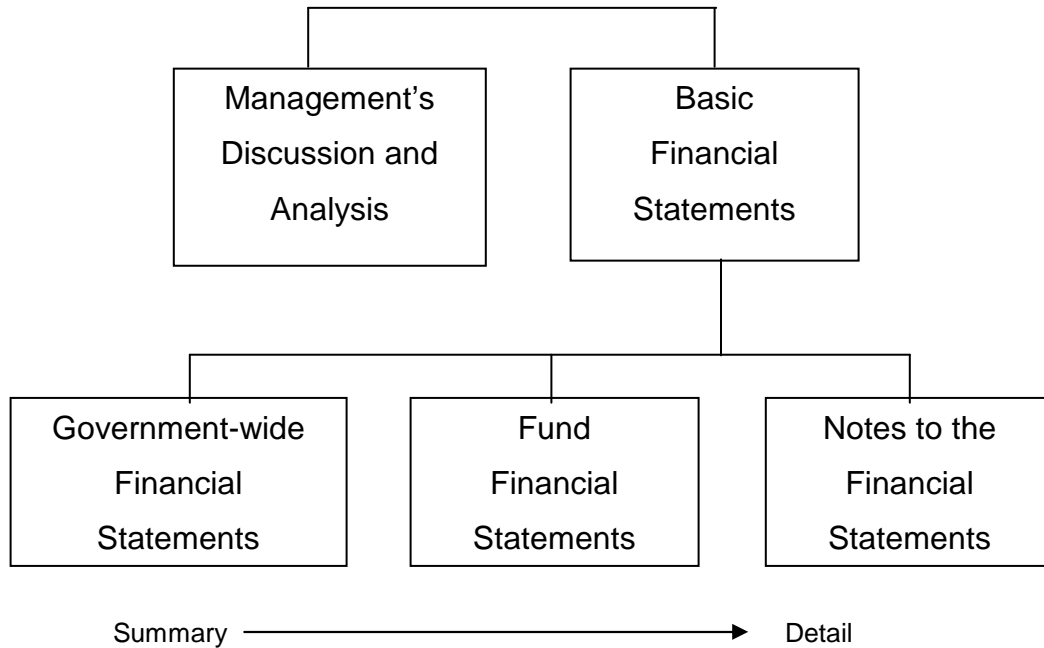 Management’s
Discussion and
Analysis
Basic
Financial
Statements
Government-wide
Financial
Statements
Fund
Financial
Statements
Notes to the
Financial
Statements
Summary
Detail